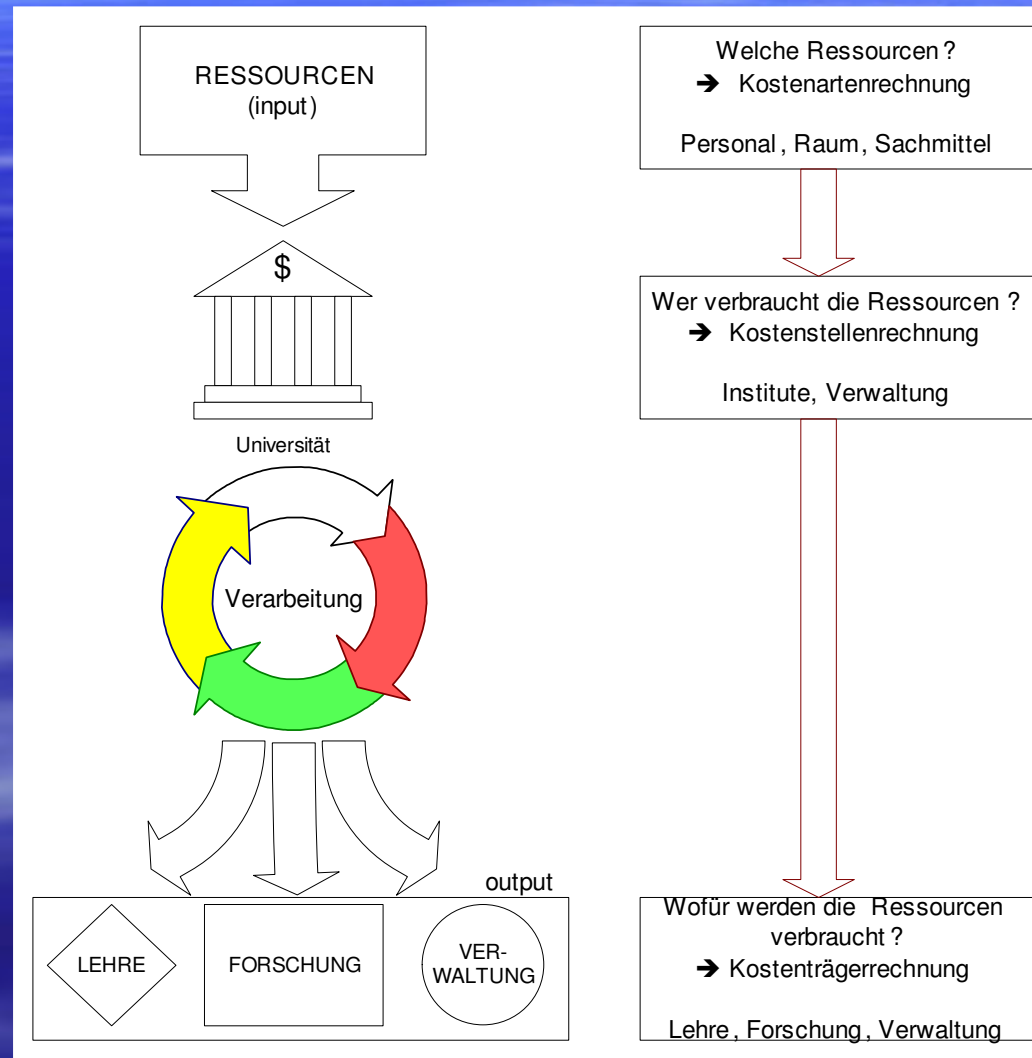 RESSOURCEN
(input)
$
Universität
Verarbeitung
output
LEHRE
FORSCHUNG
VER-
WALTUNG
Welche Ressourcen ?
➔ Kostenartenrechnung
Personal , Raum , Sachmittel
Wer verbraucht die Ressourcen ?
➔ Kostenstellenrechnung
Institute, Verwaltung
Wofür werden die Ressourcen
verbraucht ?
➔ Kostenträgerrechnung
Lehre , Forschung , Verwaltung